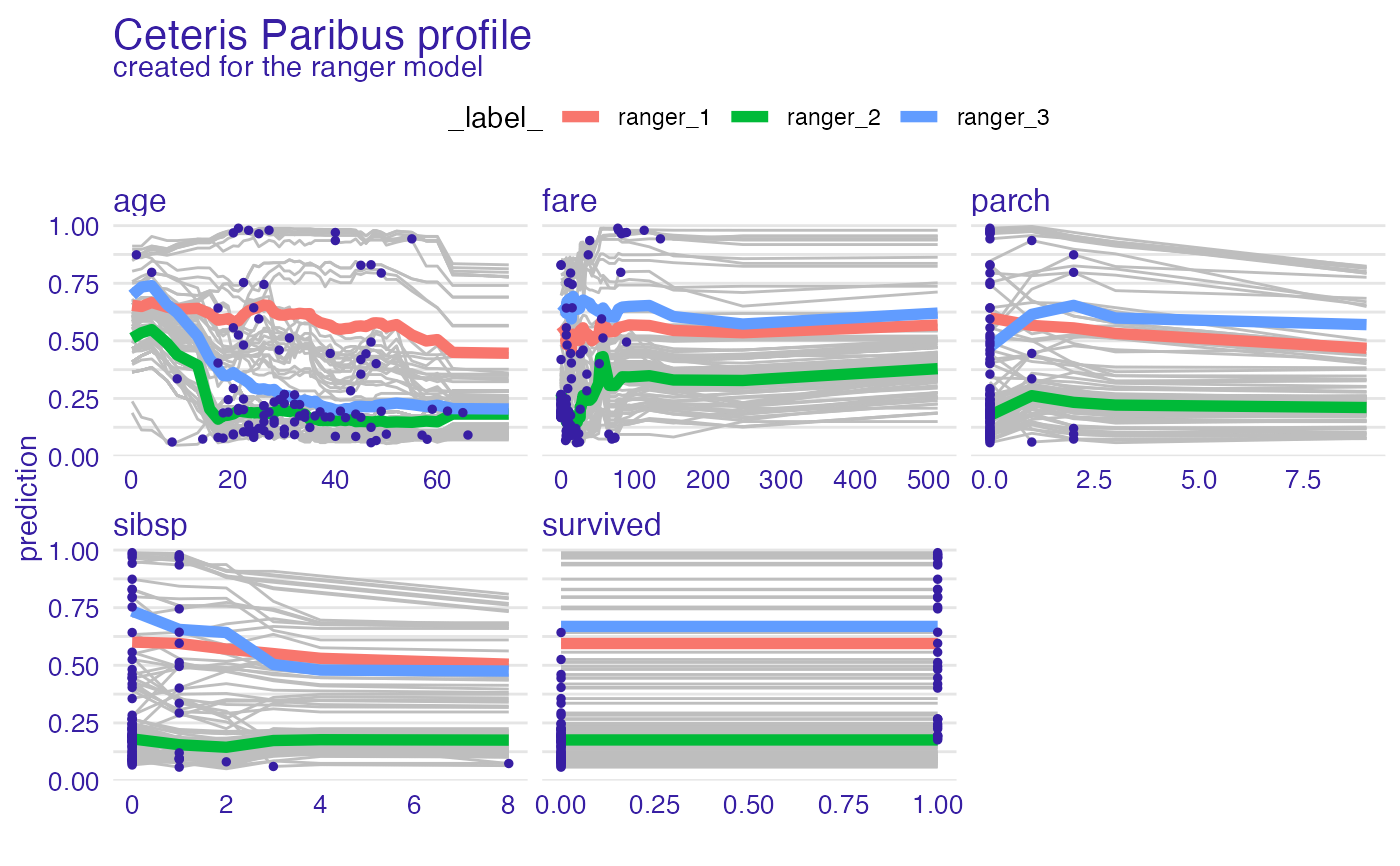 Ceteris Paribus profile
created for the ranger model
_label_ ranger_1 ranger_2 ranger_3
age fare parch
1.00
0.75
0.50
0.25
0.00
0 20 40 60 0 100 200 300 400 500 0.0 2.5 5.0 7.5
prediction
sibsp survived
1.00
0.75
0.50
0.25
0.00
0 2 4 6 8 0.00 0.25 0.50 0.75 1.00